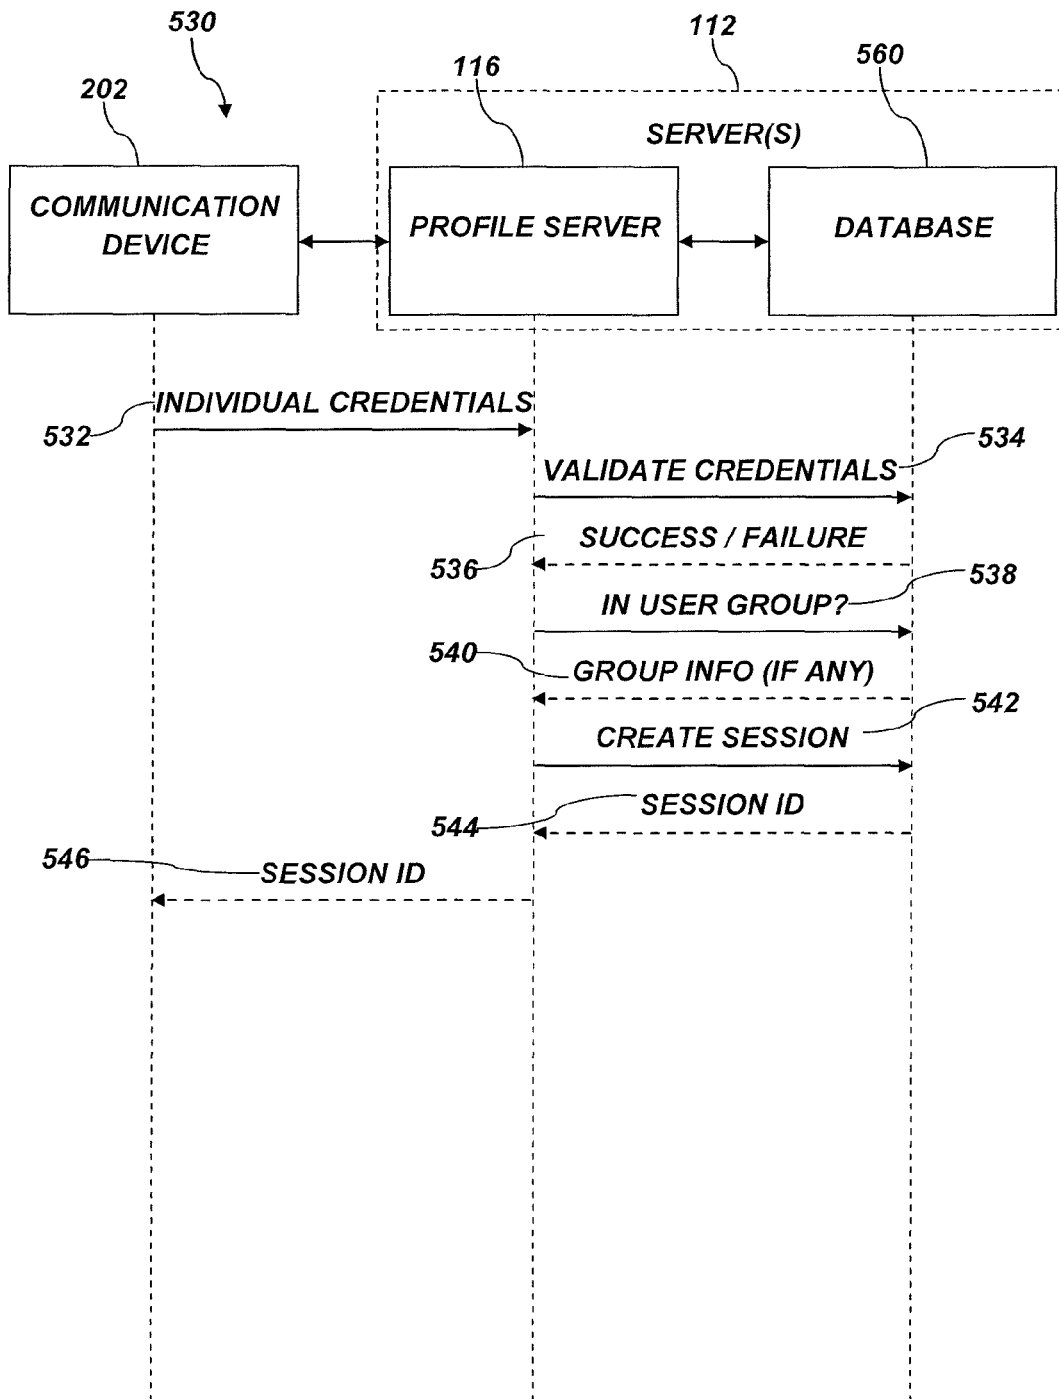 530
112
202
116
560
SERVER(S)
COMMUNICATION
DEVICE
PROFILE SERVER
DATABASE
INDIVIDUAL CREDENTIALS
532
534
VALIDATE CREDENTIALS
SUCCESS / FAILURE
536
538
IN USER GROUP?
540
GROUP INFO (IF ANY)
542
CREATE SESSION
SESSION ID
544
546
SESSION ID